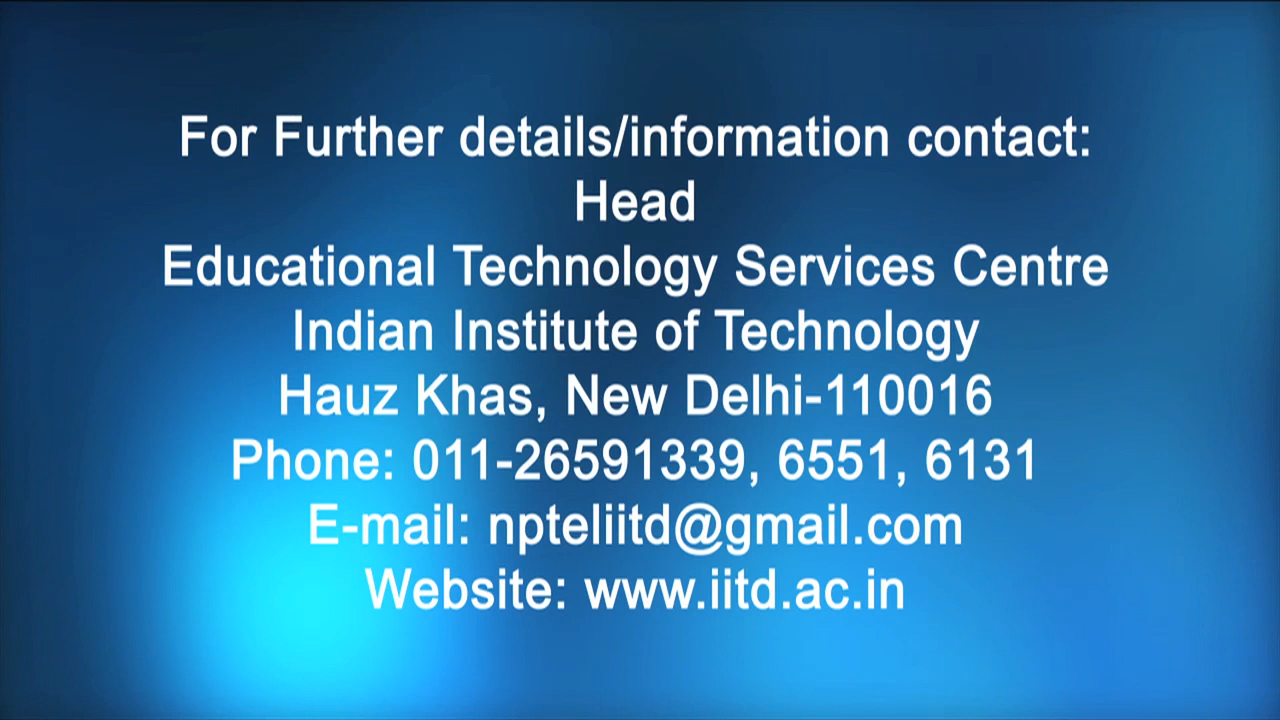 For Further details/information contact:
Head
Educational Technology Services Centre
Indian Institute of Technology
Hauz Khas, New Delhi-110016
Phone: 011-26591339, 6551, 6131
E-mail: npteliitd@gmail.com
Website: www.iitd.ac.in